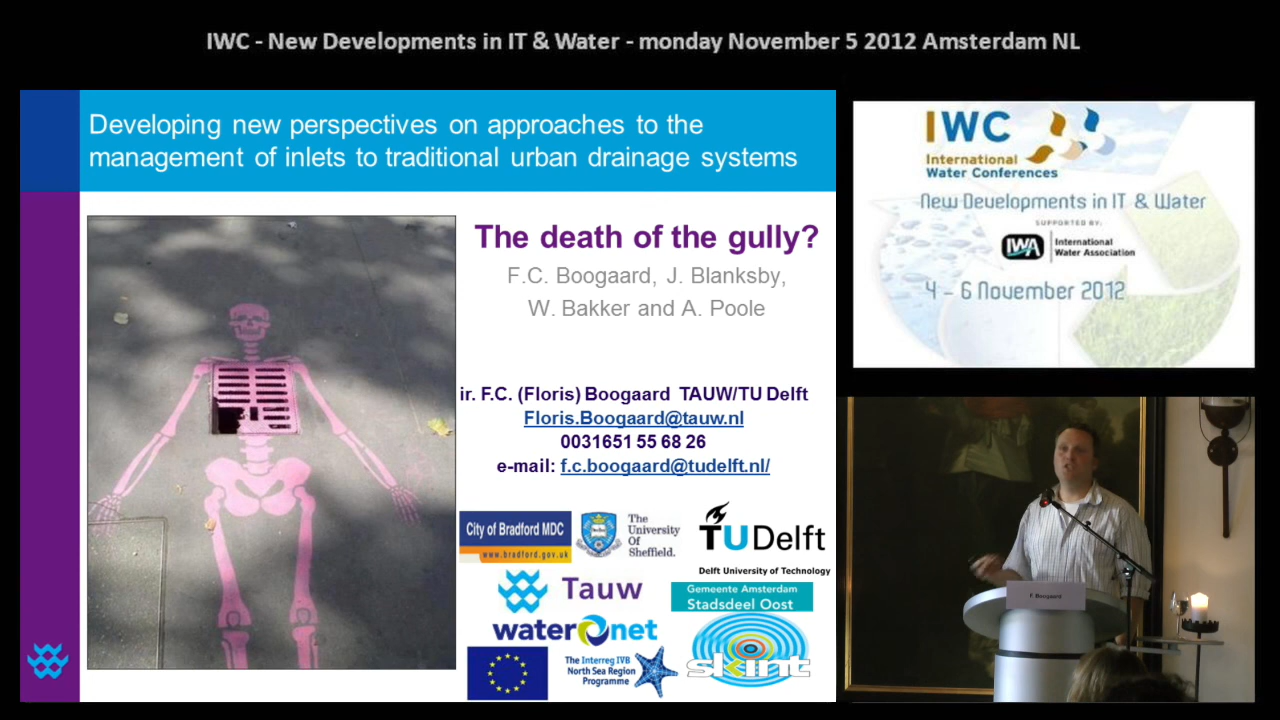 IWC - New Developments in IT & Water - monday November 5 2012 Amsterdam NL
Developing new perspectives on approaches to the
management of inlets to traditional urban drainage systems
The death of the gully?
F.C. Boogaard, J. Blanksby,
W. Bakker and A. Poole
ir. F.C. (Floris) Boogaard TAUW/TU Delft
Floris.Boogaard@tauw.nl
0031651 55 68 26
e-mail: f.c.boogaard@tudelft.nl/
City of Bradford MDC
www.bradford.gov.uk
The
University
Of
Sheffield.
TU Delft
Delft University of Technology
Tauw
Gemeente Amsterdam
Stadsdeel Oost
waternet
The Interreg IVB
North Sea Region
Programme
skint
IWC
International
Water Conferences
New Developments in IT & Water
SUPPORTED BY:
IWA
International
Water Association
4 - 6 November 2012
F. Boogaard